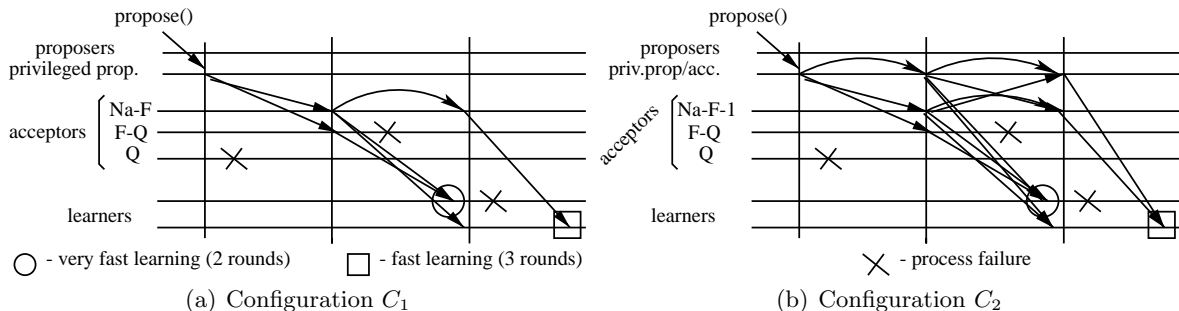 propose()
proposers
privileged prop.
Na-F
acceptors
F-Q
Q
learners
- very fast learning (2 rounds)
- fast learning (3 rounds)
(a) Configuration C₁
propose()
proposers
priv.prop/acc.
Na-F-1
acceptors
F-Q
Q
learners
- process failure
(b) Configuration C₂